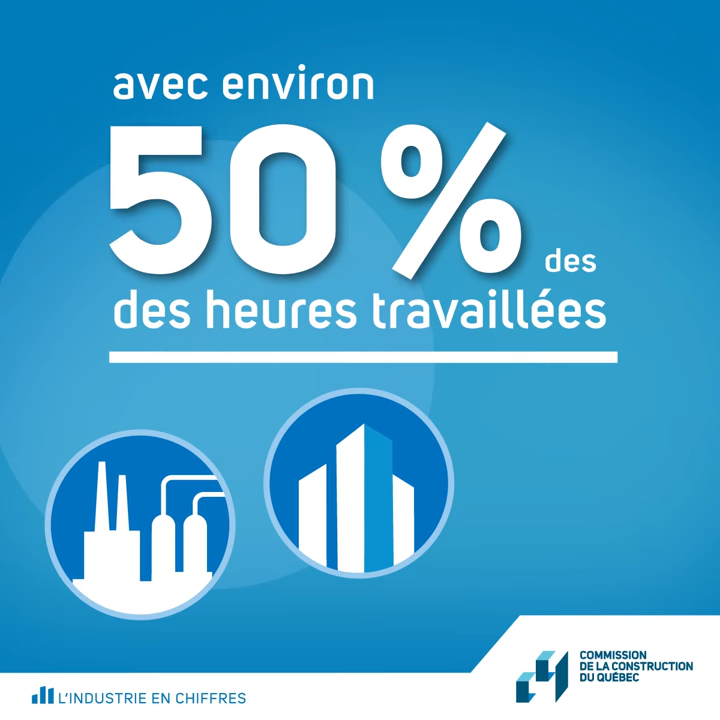 avec environ
50 % des
des heures travaillées
L'INDUSTRIE EN CHIFFRES
COMMISSION
DE LA CONSTRUCTION
DU QUÉBEC